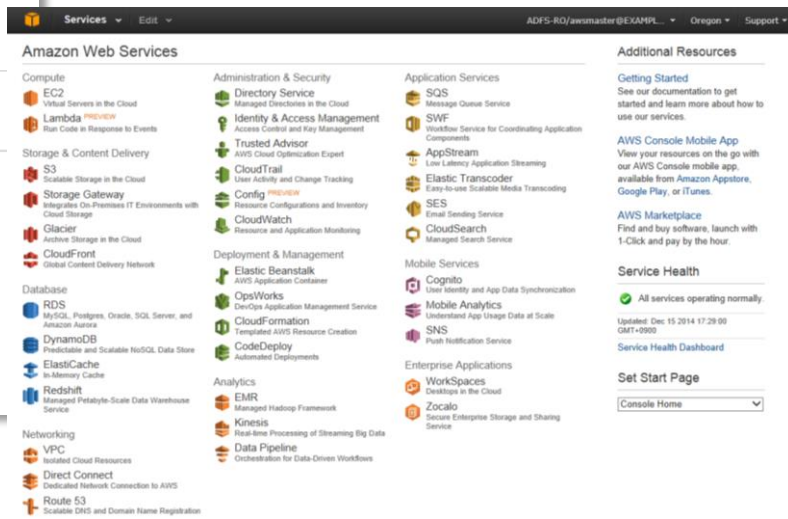 Services Edit ADFS-RO/awsmaster@EXAMPL... Oregon Support
Amazon Web Services
Compute
EC2
Virtual Servers in the Cloud
Lambda PREVIEW
Run Code in Response to Events
Storage & Content Delivery
S3
Scalable Storage in the Cloud
Storage Gateway
Integrates On-Premises IT Environments with
Cloud Storage
Glacier
Archive Storage in the Cloud
CloudFront
Global Content Delivery Network
Database
RDS
MySQL, Postgres, Oracle, SQL Server, and
Amazon Aurora
DynamoDB
Predictable and Scalable NoSQL Data Store
ElastiCache
In-Memory Cache
Redshift
Managed Petabyte-Scale Data Warehouse
Service
Networking
VPC
Isolated Cloud Resources
Direct Connect
Dedicated Network Connection to AWS
Route 53
Scalable DNS and Domain Name Registration
Administration & Security
Directory Service
Managed Directories in the Cloud
Identity & Access Management
Access Control and Key Management
Trusted Advisor
AWS Cloud Optimization Expert
CloudTrail
User Activity and Change Tracking
Config PREVIEW
Resource Configurations and Inventory
CloudWatch
Resource and Application Monitoring
Deployment & Management
Elastic Beanstalk
AWS Application Container
OpsWorks
DevOps Application Management Service
CloudFormation
Templated AWS Resource Creation
CodeDeploy
Automated Deployments
Analytics
EMR
Managed Hadoop Framework
Kinesis
Real-time Processing of Streaming Big Data
Data Pipeline
Orchestration for Data-Driven Workflows
Application Services
SQS
Message Queue Service
SWF
Workflow Service for Coordinating Application
Components
AppStream
Low Latency Application Streaming
Elastic Transcoder
Easy-to-use Scalable Media Transcoding
SES
Email Sending Service
CloudSearch
Managed Search Service
Mobile Services
Cognito
User Identity and App Data Synchronization
Mobile Analytics
Understand App Usage Data at Scale
SNS
Push Notification Service
Enterprise Applications
WorkSpaces
Desktops in the Cloud
Zocalo
Secure Enterprise Storage and Sharing
Service
Additional Resources
Getting Started
See our documentation to get
started and learn more about how to
use our services.
AWS Console Mobile App
View your resources on the go with
our AWS Console mobile app,
available from Amazon Appstore,
Google Play, or iTunes.
AWS Marketplace
Find and buy software, launch with
1-Click and pay by the hour.
Service Health
All services operating normally.
Updated: Dec 15 2014 17:29:00
GMT+0900
Service Health Dashboard
Set Start Page
Console Home